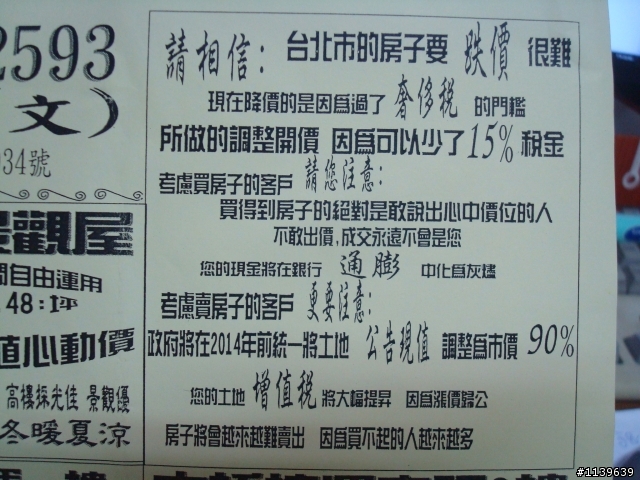 2593
文)
34號
景觀屋
間自由運用
48:坪
值心動價
高樓採光佳 景觀優
冬暖夏涼
請相信: 台北市的房子要 跌價 很難
現在降價的是因為過了 奢侈稅 的門檻
所做的調整開價 因為可以少了15% 稅金
考慮買房子的客戶 請您注意:
買得到房子的絕對是敢說出心中價位的人
不敢出價,成交永遠不會是您
您的現金將在銀行 通膨 中化為灰燼
考慮賣房子的客戶 更要注意:
政府將在2014年前統一將土地 公告現值 調整為市價 90%
您的土地 增值稅 將大幅提昇 因為漲價歸公
房子將會越來越難賣出 因為買不起的人越來越多
#1139639